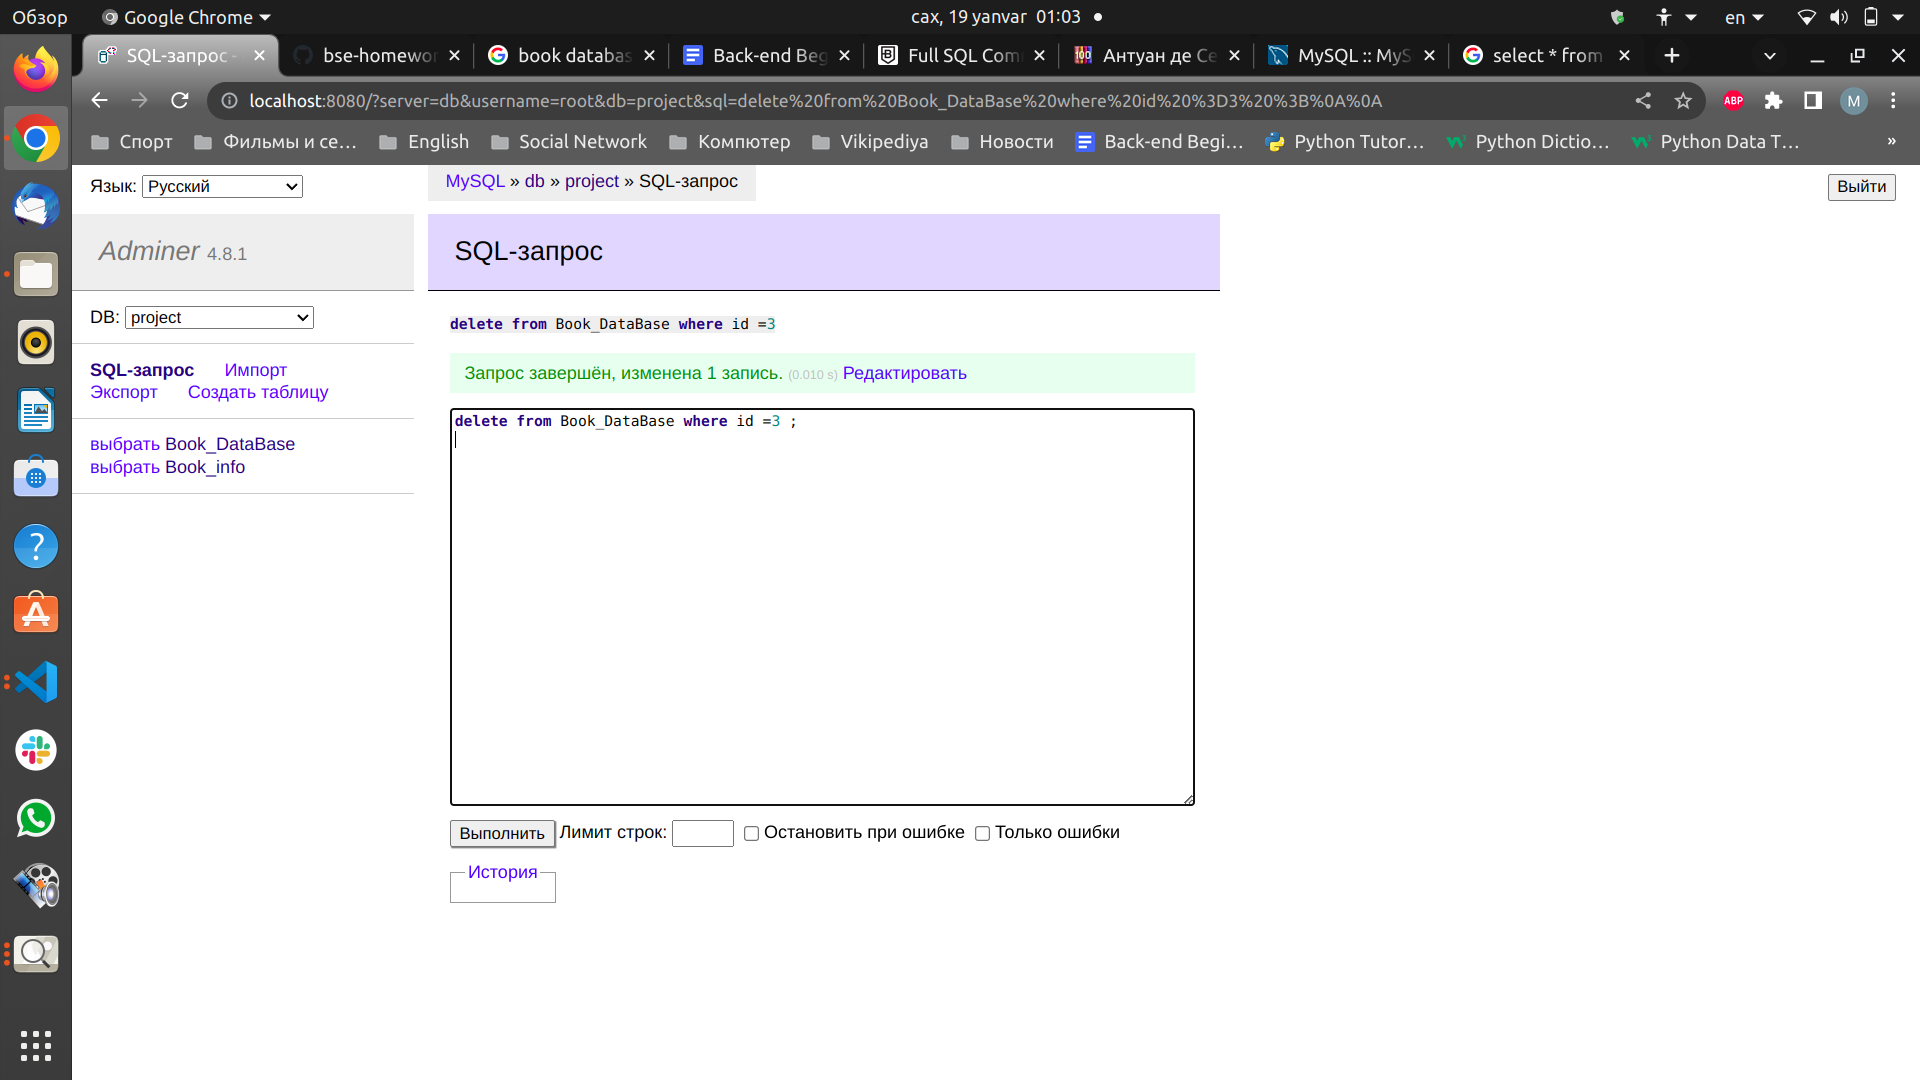 Обзор
Google Chrome
сах, 19 yanvar 01:03
en
SQL-запрос -
bse-homewor
book databas
Back-end Beg
Full SQL Com
Антуан де Се
MySQL :: MyS
select * from
localhost:8080/?server=db&username=root&db=project&sql=delete%20from%20Book_DataBase%20where%20id%20%3D3%20%3B%0A%0A
ABP
M
Спорт
Фильмы и се…
English
Social Network
Компютер
Vikipediya
Новости
Back-end Begi…
Python Tutor…
Python Dictio…
Python Data T…
»
Язык: Русский
MySQL » db » project » SQL-запрос
Выйти
Adminer 4.8.1
SQL-запрос
DB: project
SQL-запрос Импорт
Экспорт Создать таблицу
выбрать Book_DataBase
выбрать Book_info
delete from Book_DataBase where id =3
Запрос завершён, изменена 1 запись. (0.010 s) Редактировать
delete from Book_DataBase where id =3 ;
Выполнить Лимит строк: Остановить при ошибке Только ошибки
История